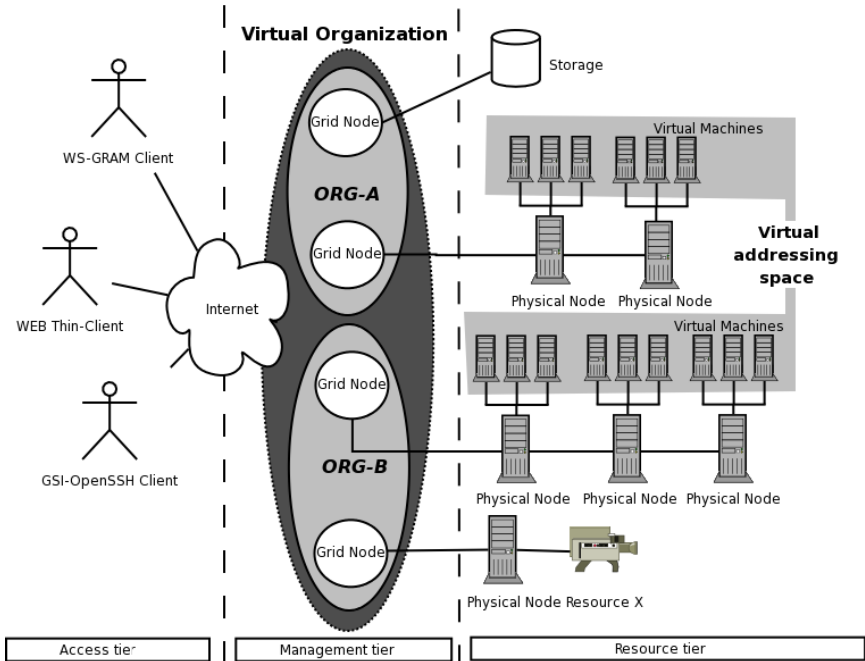 Virtual Organization
Storage
Grid Node
Virtual Machines
WS-GRAM Client
ORG-A
Grid Node
Virtual
addressing
space
WEB Thin-Client
Internet
Physical Node
Physical Node
Virtual Machines
Grid Node
GSI-OpenSSH Client
ORG-B
Physical Node
Physical Node
Physical Node
Grid Node
Physical Node
Resource X
Access tier
Management tier
Resource tier